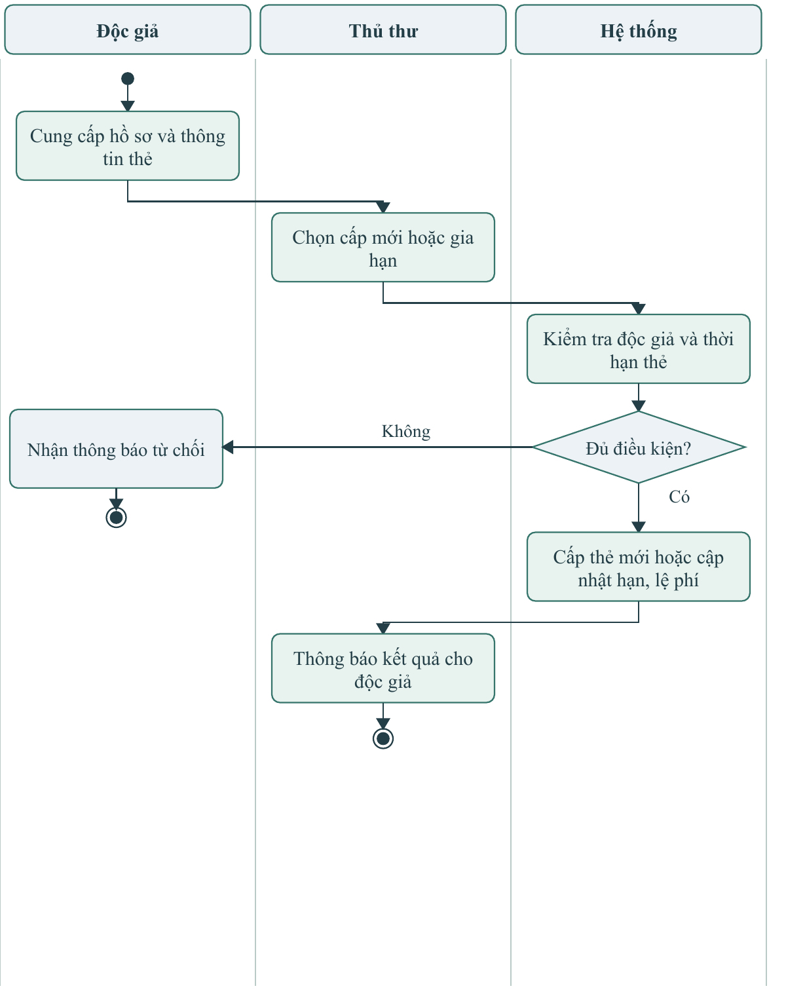 Độc giả
Thủ thư
Hệ thống
Cung cấp hồ sơ và thông
tin thẻ
Chọn cấp mới hoặc gia
hạn
Kiểm tra độc giả và thời
hạn thẻ
Không
Nhận thông báo từ chối
Đủ điều kiện?
Có
Cấp thẻ mới hoặc cập
nhật hạn, lệ phí
Thông báo kết quả cho
độc giả